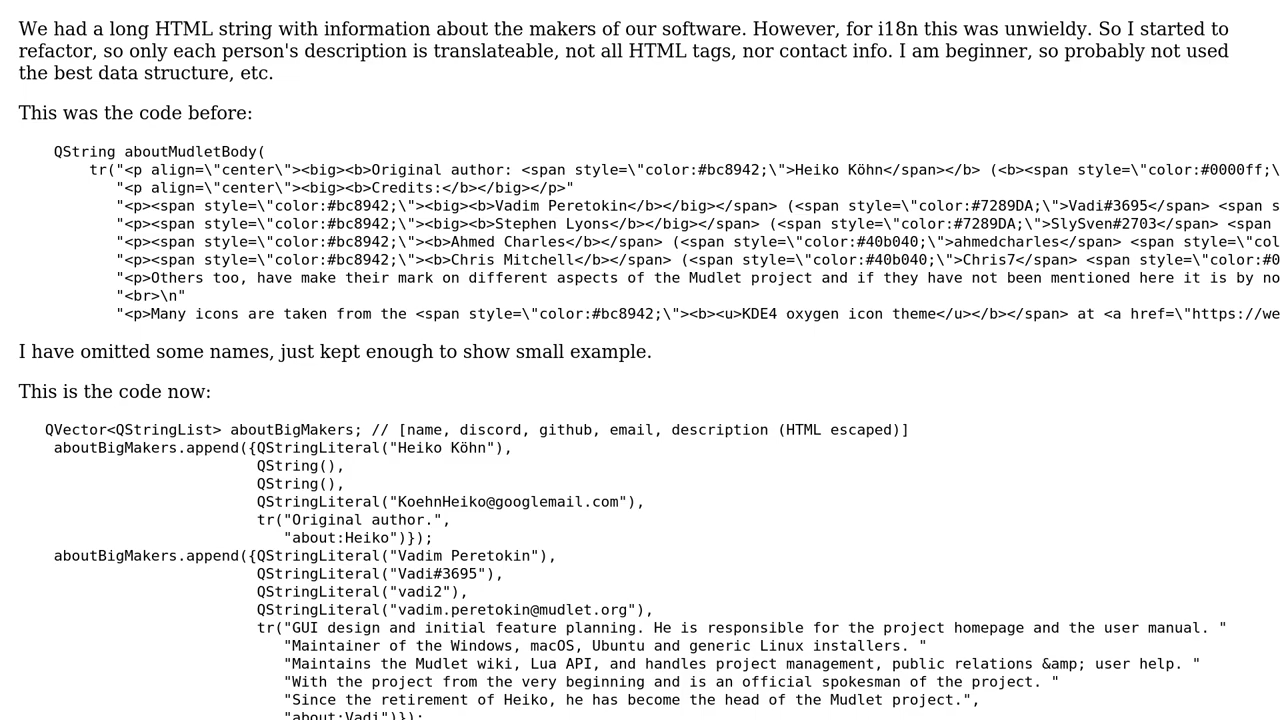 We had a long HTML string with information about the makers of our software. However, for i18n this was unwieldy. So I started to
refactor, so only each person's description is translateable, not all HTML tags, nor contact info. I am beginner, so probably not used
the best data structure, etc.
This was the code before:
QString aboutMudletBody(
tr("<p align=\"center\"><big><b>Original author: <span style=\"color:#bc8942;\">Heiko Köhn</span></b> (<b><span style=\"color:#0000ff;\
"<p align=\"center\"><big><b>Credits:</b></big></p>"
"<p><span style=\"color:#bc8942;\"><big><b>Vadim Peretokin</b></big></span> (<span style=\"color:#7289DA;\">Vadi#3695</span> <span s
"<p><span style=\"color:#bc8942;\"><big><b>Stephen Lyons</b></big></span> (<span style=\"color:#7289DA;\">SlySven#2703</span> <span
"<p><span style=\"color:#bc8942;\"><b>Ahmed Charles</b></span> (<span style=\"color:#40b040;\">ahmedcharles</span> <span style=\"col
"<p><span style=\"color:#bc8942;\"><b>Chris Mitchell</b></span> (<span style=\"color:#40b040;\">Chris7</span> <span style=\"color:#0
"<p>Others too, have make their mark on different aspects of the Mudlet project and if they have not been mentioned here it is by no
"<br>\n"
"<p>Many icons are taken from the <span style=\"color:#bc8942;\"><b><u>KDE4 oxygen icon theme</u></b></span> at <a href=\"https://we
I have omitted some names, just kept enough to show small example.
This is the code now:
QVector<QStringList> aboutBigMakers; // [name, discord, github, email, description (HTML escaped)]
aboutBigMakers.append({QStringLiteral("Heiko Köhn"),
QString(),
QString(),
QStringLiteral("KoehnHeiko@googlemail.com"),
tr("Original author.",
"about:Heiko")});
aboutBigMakers.append({QStringLiteral("Vadim Peretokin"),
QStringLiteral("Vadi#3695"),
QStringLiteral("vadi2"),
QStringLiteral("vadim.peretokin@mudlet.org"),
tr("GUI design and initial feature planning. He is responsible for the project homepage and the user manual. "
"Maintainer of the Windows, macOS, Ubuntu and generic Linux installers. "
"Maintains the Mudlet wiki, Lua API, and handles project management, public relations &amp; user help. "
"With the project from the very beginning and is an official spokesman of the project. "
"Since the retirement of Heiko, he has become the head of the Mudlet project.",
"about:Vadi")});